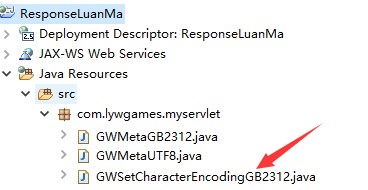 ResponseLuanMa
Deployment Descriptor: ResponseLuanMa
JAX-WS Web Services
Java Resources
src
com.lywgames.myservlet
GWMetaGB2312.java
GWMetaUTF8.java
GWSetCharacterEncodingGB2312.java